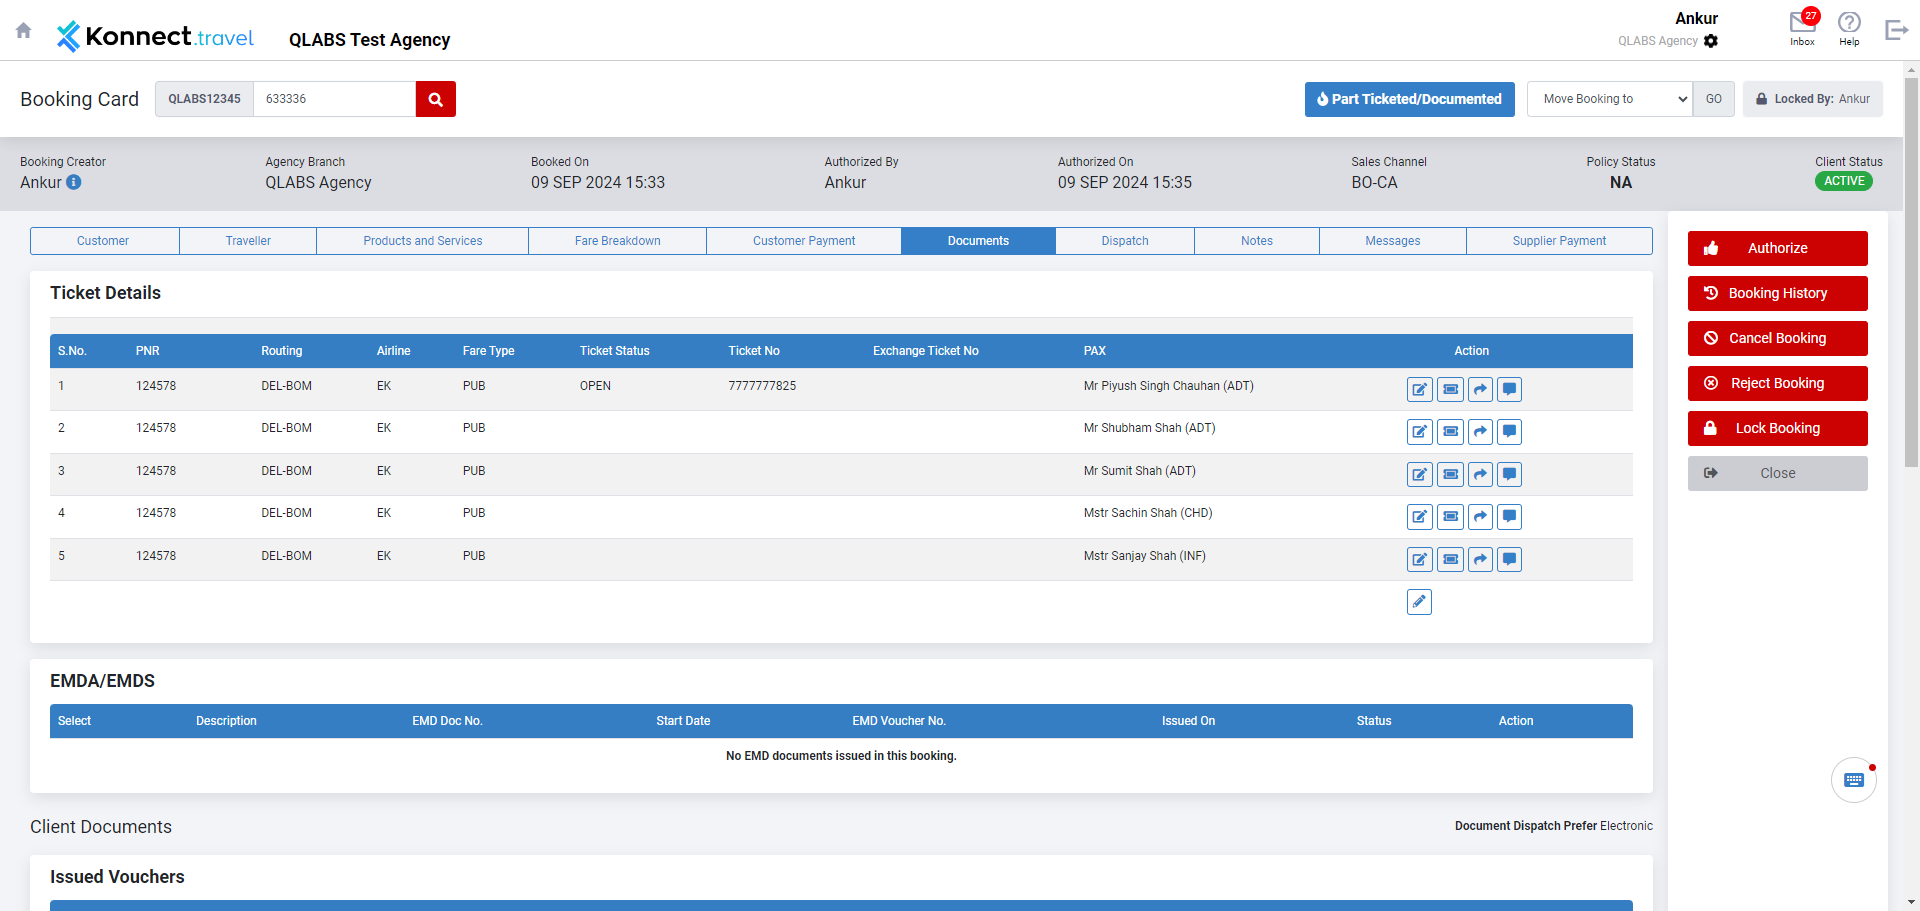 Konnect.travel
QLABS Test Agency
Ankur
QLABS Agency
27
Inbox
Help
Booking Card
QLABS12345
633336
Part Ticketed/Documented
Move Booking to
GO
Locked By: Ankur
Booking Creator
Ankur
Agency Branch
QLABS Agency
Booked On
09 SEP 2024 15:33
Authorized By
Ankur
Authorized On
09 SEP 2024 15:35
Sales Channel
BO-CA
Policy Status
NA
Client Status
ACTIVE
Customer Traveller Products and Services Fare Breakdown Customer Payment Documents Dispatch Notes Messages Supplier Payment
Ticket Details
S.No. PNR Routing Airline Fare Type Ticket Status Ticket No Exchange Ticket No PAX Action
1 124578 DEL-BOM EK PUB OPEN 7777777825 Mr Piyush Singh Chauhan (ADT)
2 124578 DEL-BOM EK PUB Mr Shubham Shah (ADT)
3 124578 DEL-BOM EK PUB Mr Sumit Shah (ADT)
4 124578 DEL-BOM EK PUB Mstr Sachin Shah (CHD)
5 124578 DEL-BOM EK PUB Mstr Sanjay Shah (INF)
EMDA/EMDS
Select Description EMD Doc No. Start Date EMD Voucher No. Issued On Status Action
No EMD documents issued in this booking.
Client Documents
Document Dispatch Prefer Electronic
Issued Vouchers
Authorize
Booking History
Cancel Booking
Reject Booking
Lock Booking
Close